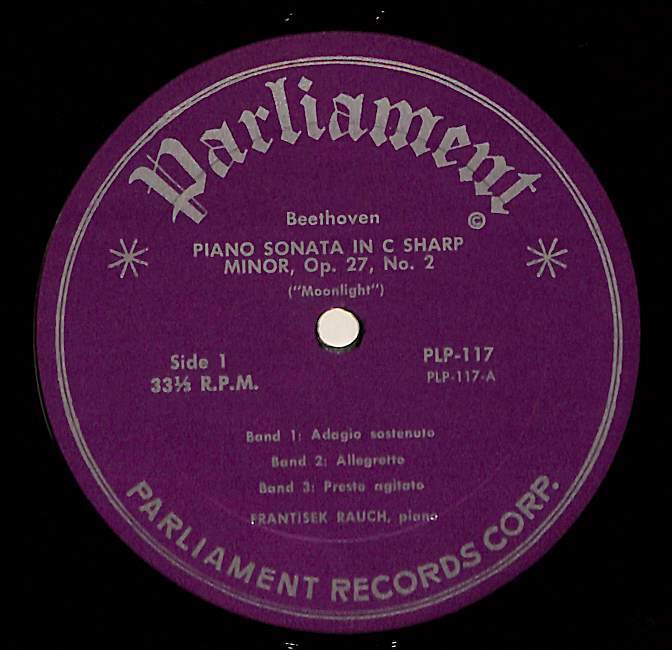 Parliament
©
Beethoven
PIANO SONATA IN C SHARP
MINOR, Op. 27, No. 2
("Moonlight")
Side 1
33⅓ R.P.M.
PLP-117
PLP-117-A
Band 1: Adagio sostenuto
Band 2: Allegretto
Band 3: Presto agitato
FRANTISEK RAUCH, piano
PARLIAMENT RECORDS CORP.